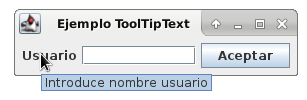 Ejemplo ToolTipText
Usuario Aceptar
Introduce nombre usuario